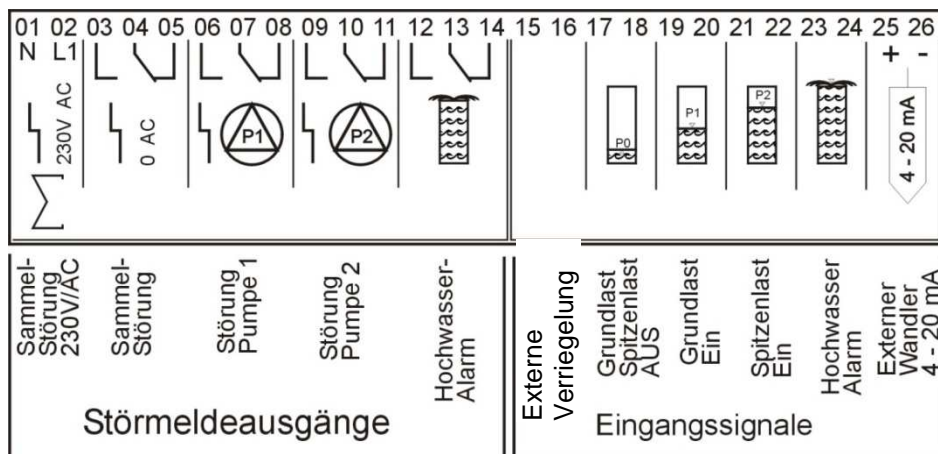 01 02 03 04 05 06 07 08 09 10 11 12 13 14 15 16 17 18 19 20 21 22 23 24 25 26
N L1
+ -
230V AC
0 AC
P1
P2
P0
P1
P2
4 - 20 mA
Sammel-
Störung
230V/AC
Sammel-
Störung
Störung
Pumpe 1
Störung
Pumpe 2
Hochwasser-
Alarm
Externe
Verriegelung
Grundlast
Spitzenlast
AUS
Grundlast
Ein
Spitzenlast
Ein
Hochwasser
Alarm
Externer
Wandler
4 - 20 mA
Störmeldeausgänge
Eingangssignale